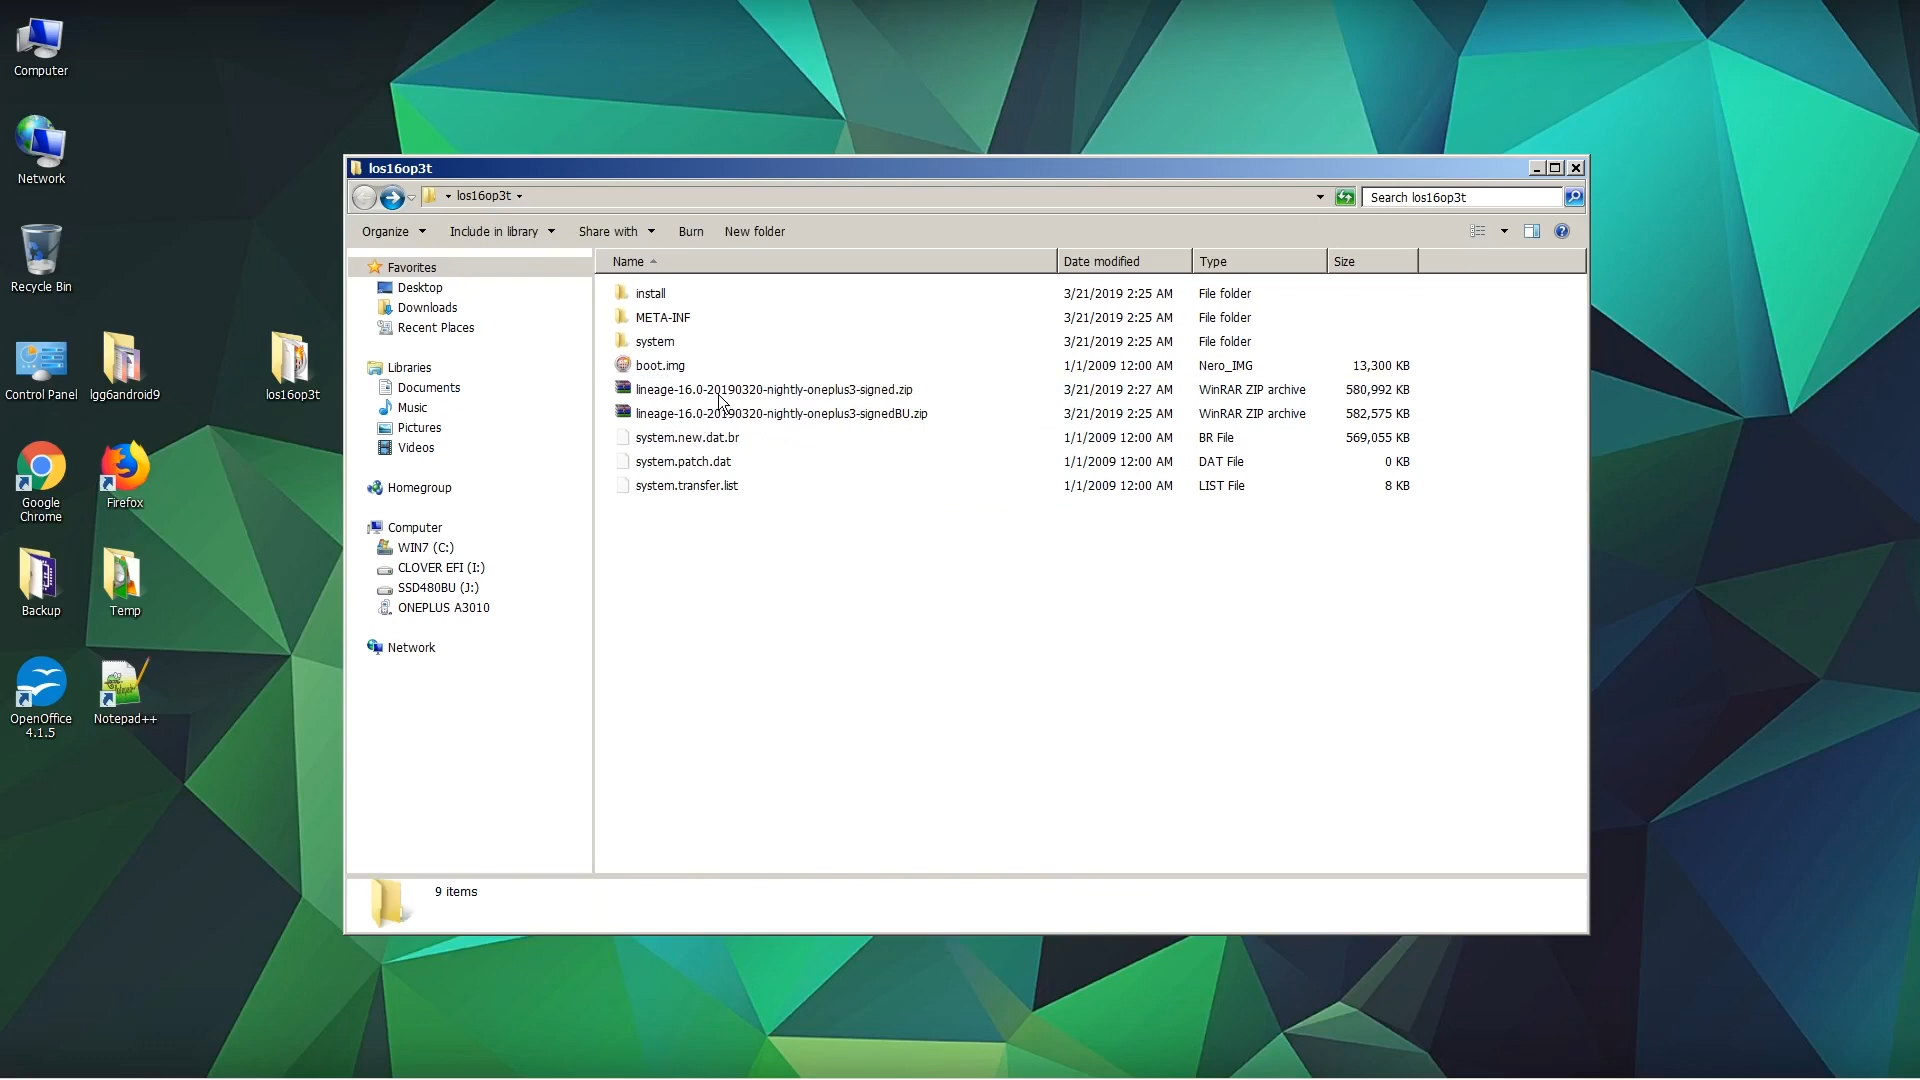 Computer
Network
Recycle Bin
Control Panel
lgg6android9
los16op3t
Google
Chrome
Firefox
Backup
Temp
OpenOffice
4.1.5
Notepad++
los16op3t
los16op3t
Search los16op3t
Organize
Include in library
Share with
Burn
New folder
Favorites
Desktop
Downloads
Recent Places
Libraries
Documents
Music
Pictures
Videos
Homegroup
Computer
WIN7 (C:)
CLOVER EFI (I:)
SSD480BU (J:)
ONEPLUS A3010
Network
Name Date modified Type Size
install 3/21/2019 2:25 AM File folder
META-INF 3/21/2019 2:25 AM File folder
system 3/21/2019 2:25 AM File folder
boot.img 1/1/2009 12:00 AM Nero_IMG 13,300 KB
lineage-16.0-20190320-nightly-oneplus3-signed.zip 3/21/2019 2:27 AM WinRAR ZIP archive 580,992 KB
lineage-16.0-20190320-nightly-oneplus3-signedBU.zip 3/21/2019 2:25 AM WinRAR ZIP archive 582,575 KB
system.new.dat.br 1/1/2009 12:00 AM BR File 569,055 KB
system.patch.dat 1/1/2009 12:00 AM DAT File 0 KB
system.transfer.list 1/1/2009 12:00 AM LIST File 8 KB
9 items